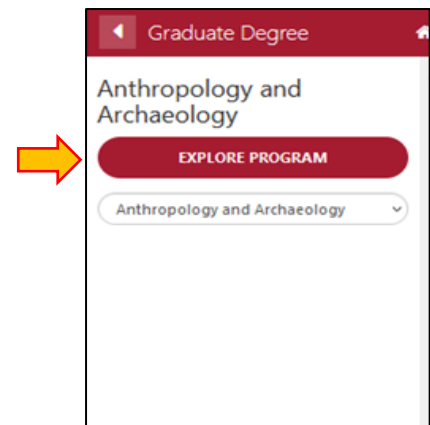 Graduate Degree
Anthropology and
Archaeology
EXPLORE PROGRAM
Anthropology and Archaeology